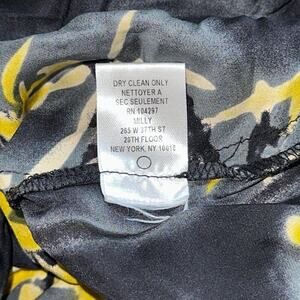 DRY CLEAN ONLY
NETTOYER A
SEC SEULEMENT
RN 104297
MILLY
265 W 37TH ST
20TH FLOOR
NEW YORK, NY 10018